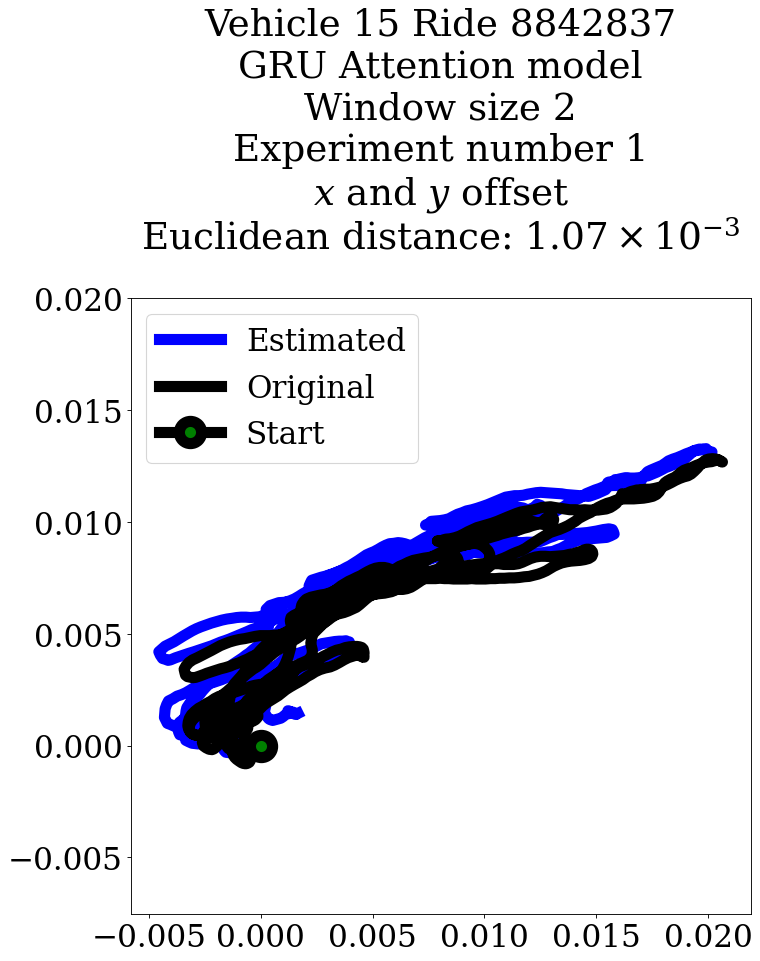 Vehicle 15 Ride 8842837
GRU Attention model
Window size 2
Experiment number 1
x and y offset
Euclidean distance: 1.07 × 10⁻³
0.020
0.015
0.010
0.005
0.000
−0.005
Estimated
Original
Start
−0.005 0.000 0.005 0.010 0.015 0.020